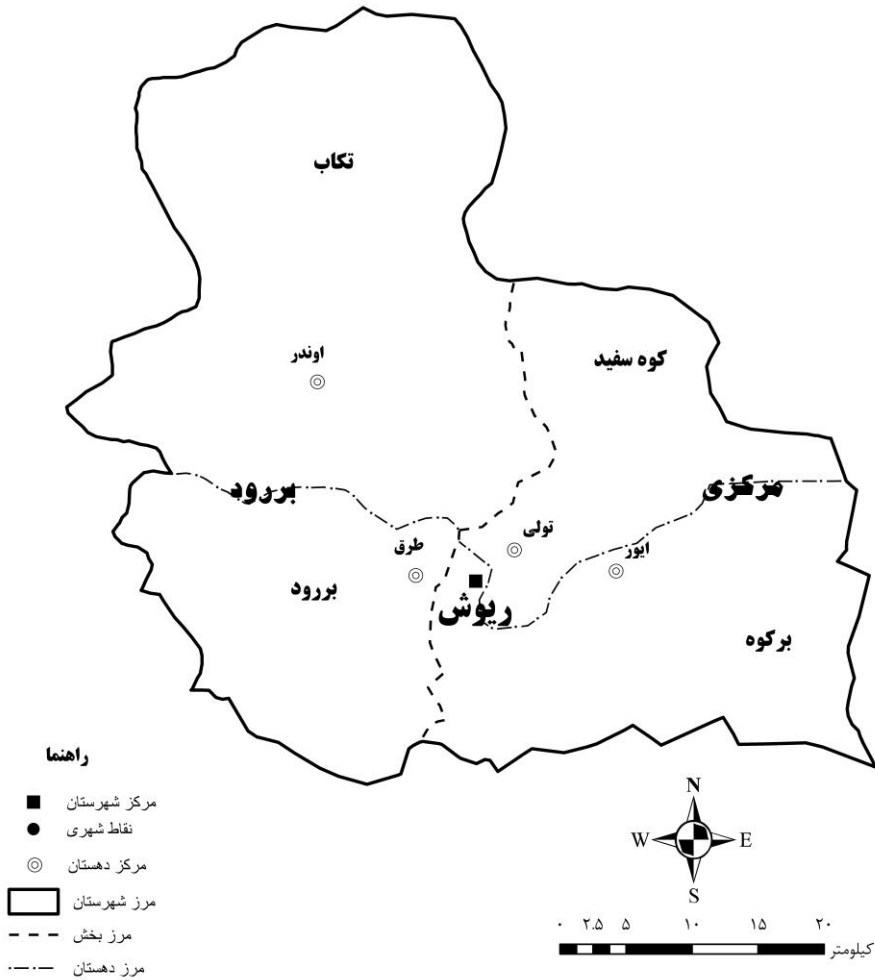 تکاب
کوه سفید
اوندر
بررود
مرکزی
تولی
طرق
ایور
بررود
ریوش
برکوه
راهنما
مرکز شهرستان
نقاط شهری
مرکز دهستان
مرز شهرستان
مرز بخش
مرز دهستان
N
W E
S
۰ ۲.۵ ۵ ۱۰ ۱۵ ۲۰
کیلومتر